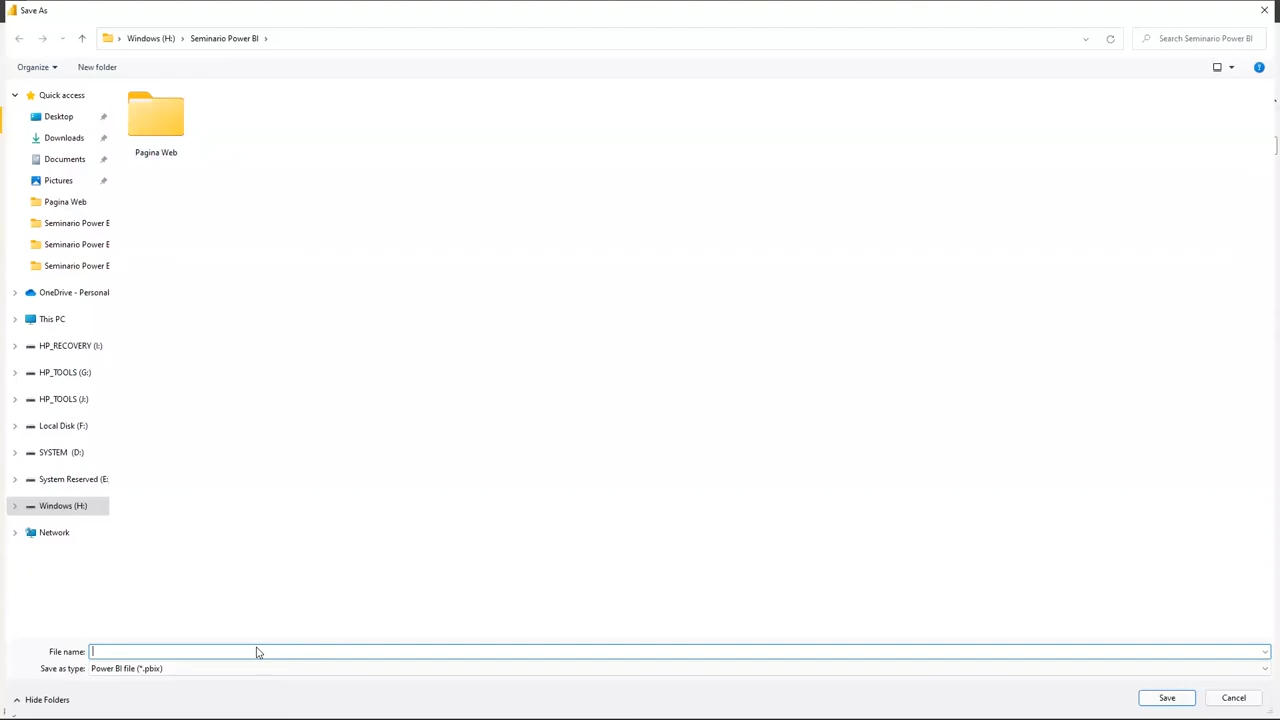 Save As
Windows (H:) Seminario Power BI
Search Seminario Power BI
Organize
New folder
Quick access
Desktop
Downloads
Documents
Pictures
Pagina Web
Seminario Power E
Seminario Power E
Seminario Power E
OneDrive - Personal
This PC
HP_RECOVERY (I:)
HP_TOOLS (G:)
HP_TOOLS (J:)
Local Disk (F:)
SYSTEM (D:)
System Reserved (E:
Windows (H:)
Network
Pagina Web
File name:
Save as type: Power BI file (*.pbix)
Hide Folders
Save
Cancel